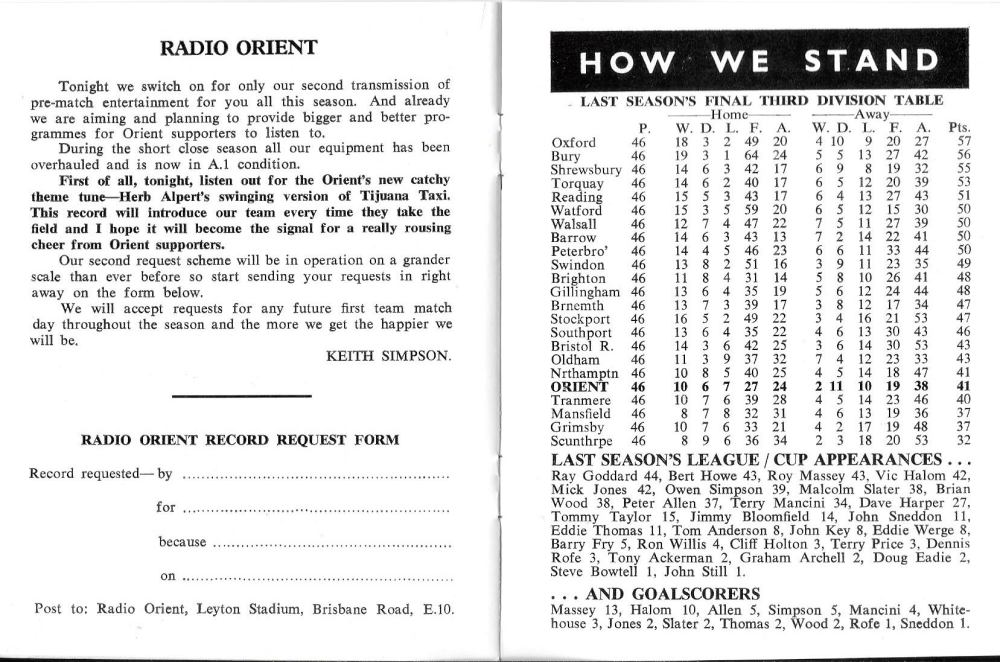 RADIO ORIENT
Tonight we switch on for only our second transmission of
pre-match entertainment for you all this season. And already
we are aiming and planning to provide bigger and better pro-
grammes for Orient supporters to listen to.
During the short close season all our equipment has been
overhauled and is now in A.1 condition.
First of all, tonight, listen out for the Orient's new catchy
theme tune—Herb Alpert's swinging version of Tijuana Taxi.
This record will introduce our team every time they take the
field and I hope it will become the signal for a really rousing
cheer from Orient supporters.
Our second request scheme will be in operation on a grander
scale than ever before so start sending your requests in right
away on the form below.
We will accept requests for any future first team match
day throughout the season and the more we get the happier we
will be.
KEITH SIMPSON.
RADIO ORIENT RECORD REQUEST FORM
Record requested—by
for
because
on
Post to: Radio Orient, Leyton Stadium, Brisbane Road, E.10.
HOW WE STAND
LAST SEASON'S FINAL THIRD DIVISION TABLE
Home Away
P. W. D. L. F. A. W. D. L. F. A. Pts.
Oxford 46 18 3 2 49 20 4 10 9 20 27 57
Bury 46 19 3 1 64 24 5 5 13 27 42 56
Shrewsbury 46 14 6 3 42 17 6 9 8 19 32 55
Torquay 46 14 6 2 40 17 6 5 12 20 39 53
Reading 46 15 5 3 43 17 6 4 13 27 43 51
Watford 46 15 3 5 59 20 6 5 12 15 30 50
Walsall 46 12 7 4 47 22 7 5 11 27 39 50
Barrow 46 14 6 3 43 13 7 2 14 22 41 50
Peterbro' 46 14 4 5 46 23 6 6 11 33 44 50
Swindon 46 13 8 2 51 16 3 9 11 23 35 49
Brighton 46 11 8 4 31 14 5 8 10 26 41 48
Gillingham 46 13 6 4 35 19 5 6 12 24 44 48
Brnemth 46 13 7 3 39 17 3 8 12 17 34 47
Stockport 46 16 5 2 49 22 3 4 16 21 53 47
Southport 46 13 6 4 35 22 4 6 13 30 43 46
Bristol R. 46 14 3 6 42 25 3 6 14 30 53 43
Oldham 46 11 3 9 37 32 7 4 12 23 33 43
Nrthamptn 46 10 8 5 40 25 4 5 14 18 47 41
ORIENT 46 10 6 7 27 24 2 11 10 19 38 41
Tranmere 46 10 7 6 39 28 4 5 14 23 46 40
Mansfield 46 8 7 8 32 31 4 6 13 19 36 37
Grimsby 46 10 7 6 33 21 4 2 17 19 48 37
Scunthrpe 46 8 9 6 36 34 2 3 18 20 53 32
LAST SEASON'S LEAGUE / CUP APPEARANCES . . .
Ray Goddard 44, Bert Howe 43, Roy Massey 43, Vic Halom 42,
Mick Jones 42, Owen Simpson 39, Malcolm Slater 38, Brian
Wood 38, Peter Allen 37, Terry Mancini 34, Dave Harper 27,
Tommy Taylor 15, Jimmy Bloomfield 14, John Sneddon 11,
Eddie Thomas 11, Tom Anderson 8, John Key 8, Eddie Werge 8,
Barry Fry 5, Ron Willis 4, Cliff Holton 3, Terry Price 3, Dennis
Rofe 3, Tony Ackerman 2, Graham Archell 2, Doug Eadie 2,
Steve Bowtell 1, John Still 1.
. . . AND GOALSCORERS
Massey 13, Halom 10, Allen 5, Simpson 5, Mancini 4, White-
house 3, Jones 2, Slater 2, Thomas 2, Wood 2, Rofe 1, Sneddon 1.